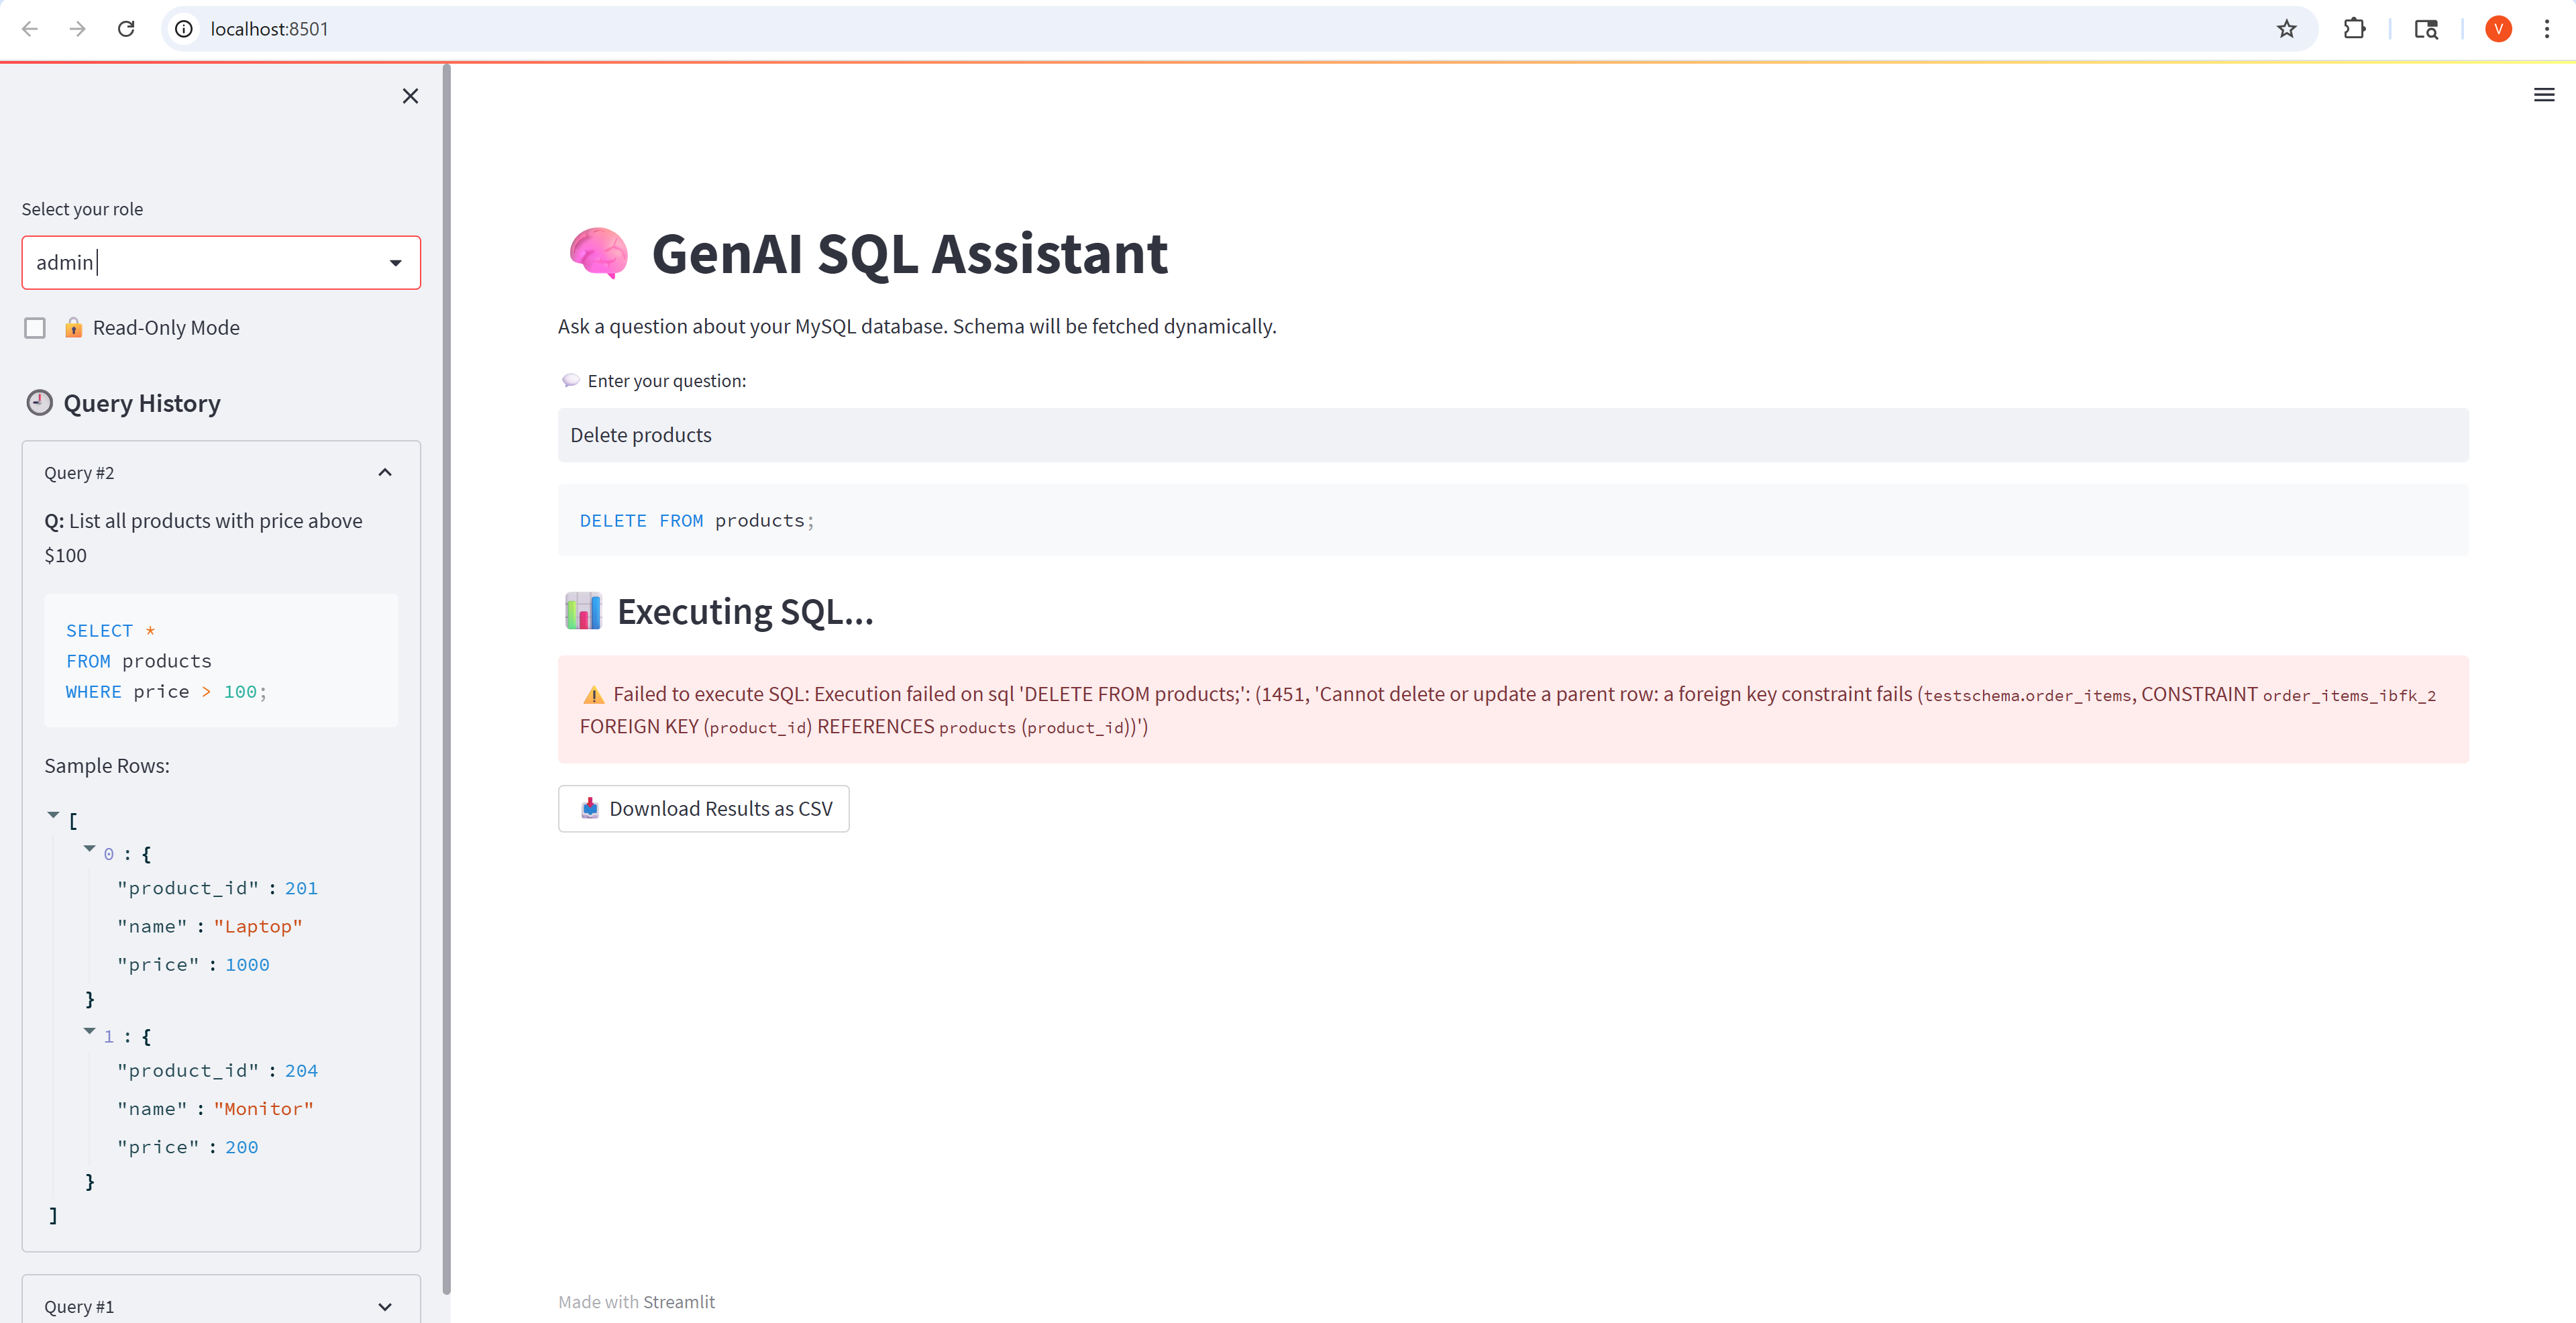 localhost:8501
V
Select your role
admin
Read-Only Mode
Query History
Query #2
Q: List all products with price above
$100
SELECT *
FROM products
WHERE price > 100;
Sample Rows:
[
0 : {
"product_id" : 201
"name" : "Laptop"
"price" : 1000
}
1 : {
"product_id" : 204
"name" : "Monitor"
"price" : 200
}
]
Query #1
GenAI SQL Assistant
Ask a question about your MySQL database. Schema will be fetched dynamically.
Enter your question:
Delete products
DELETE FROM products;
Executing SQL...
Failed to execute SQL: Execution failed on sql 'DELETE FROM products;': (1451, 'Cannot delete or update a parent row: a foreign key constraint fails (testschema.order_items, CONSTRAINT order_items_ibfk_2
FOREIGN KEY (product_id) REFERENCES products (product_id))')
Download Results as CSV
Made with Streamlit